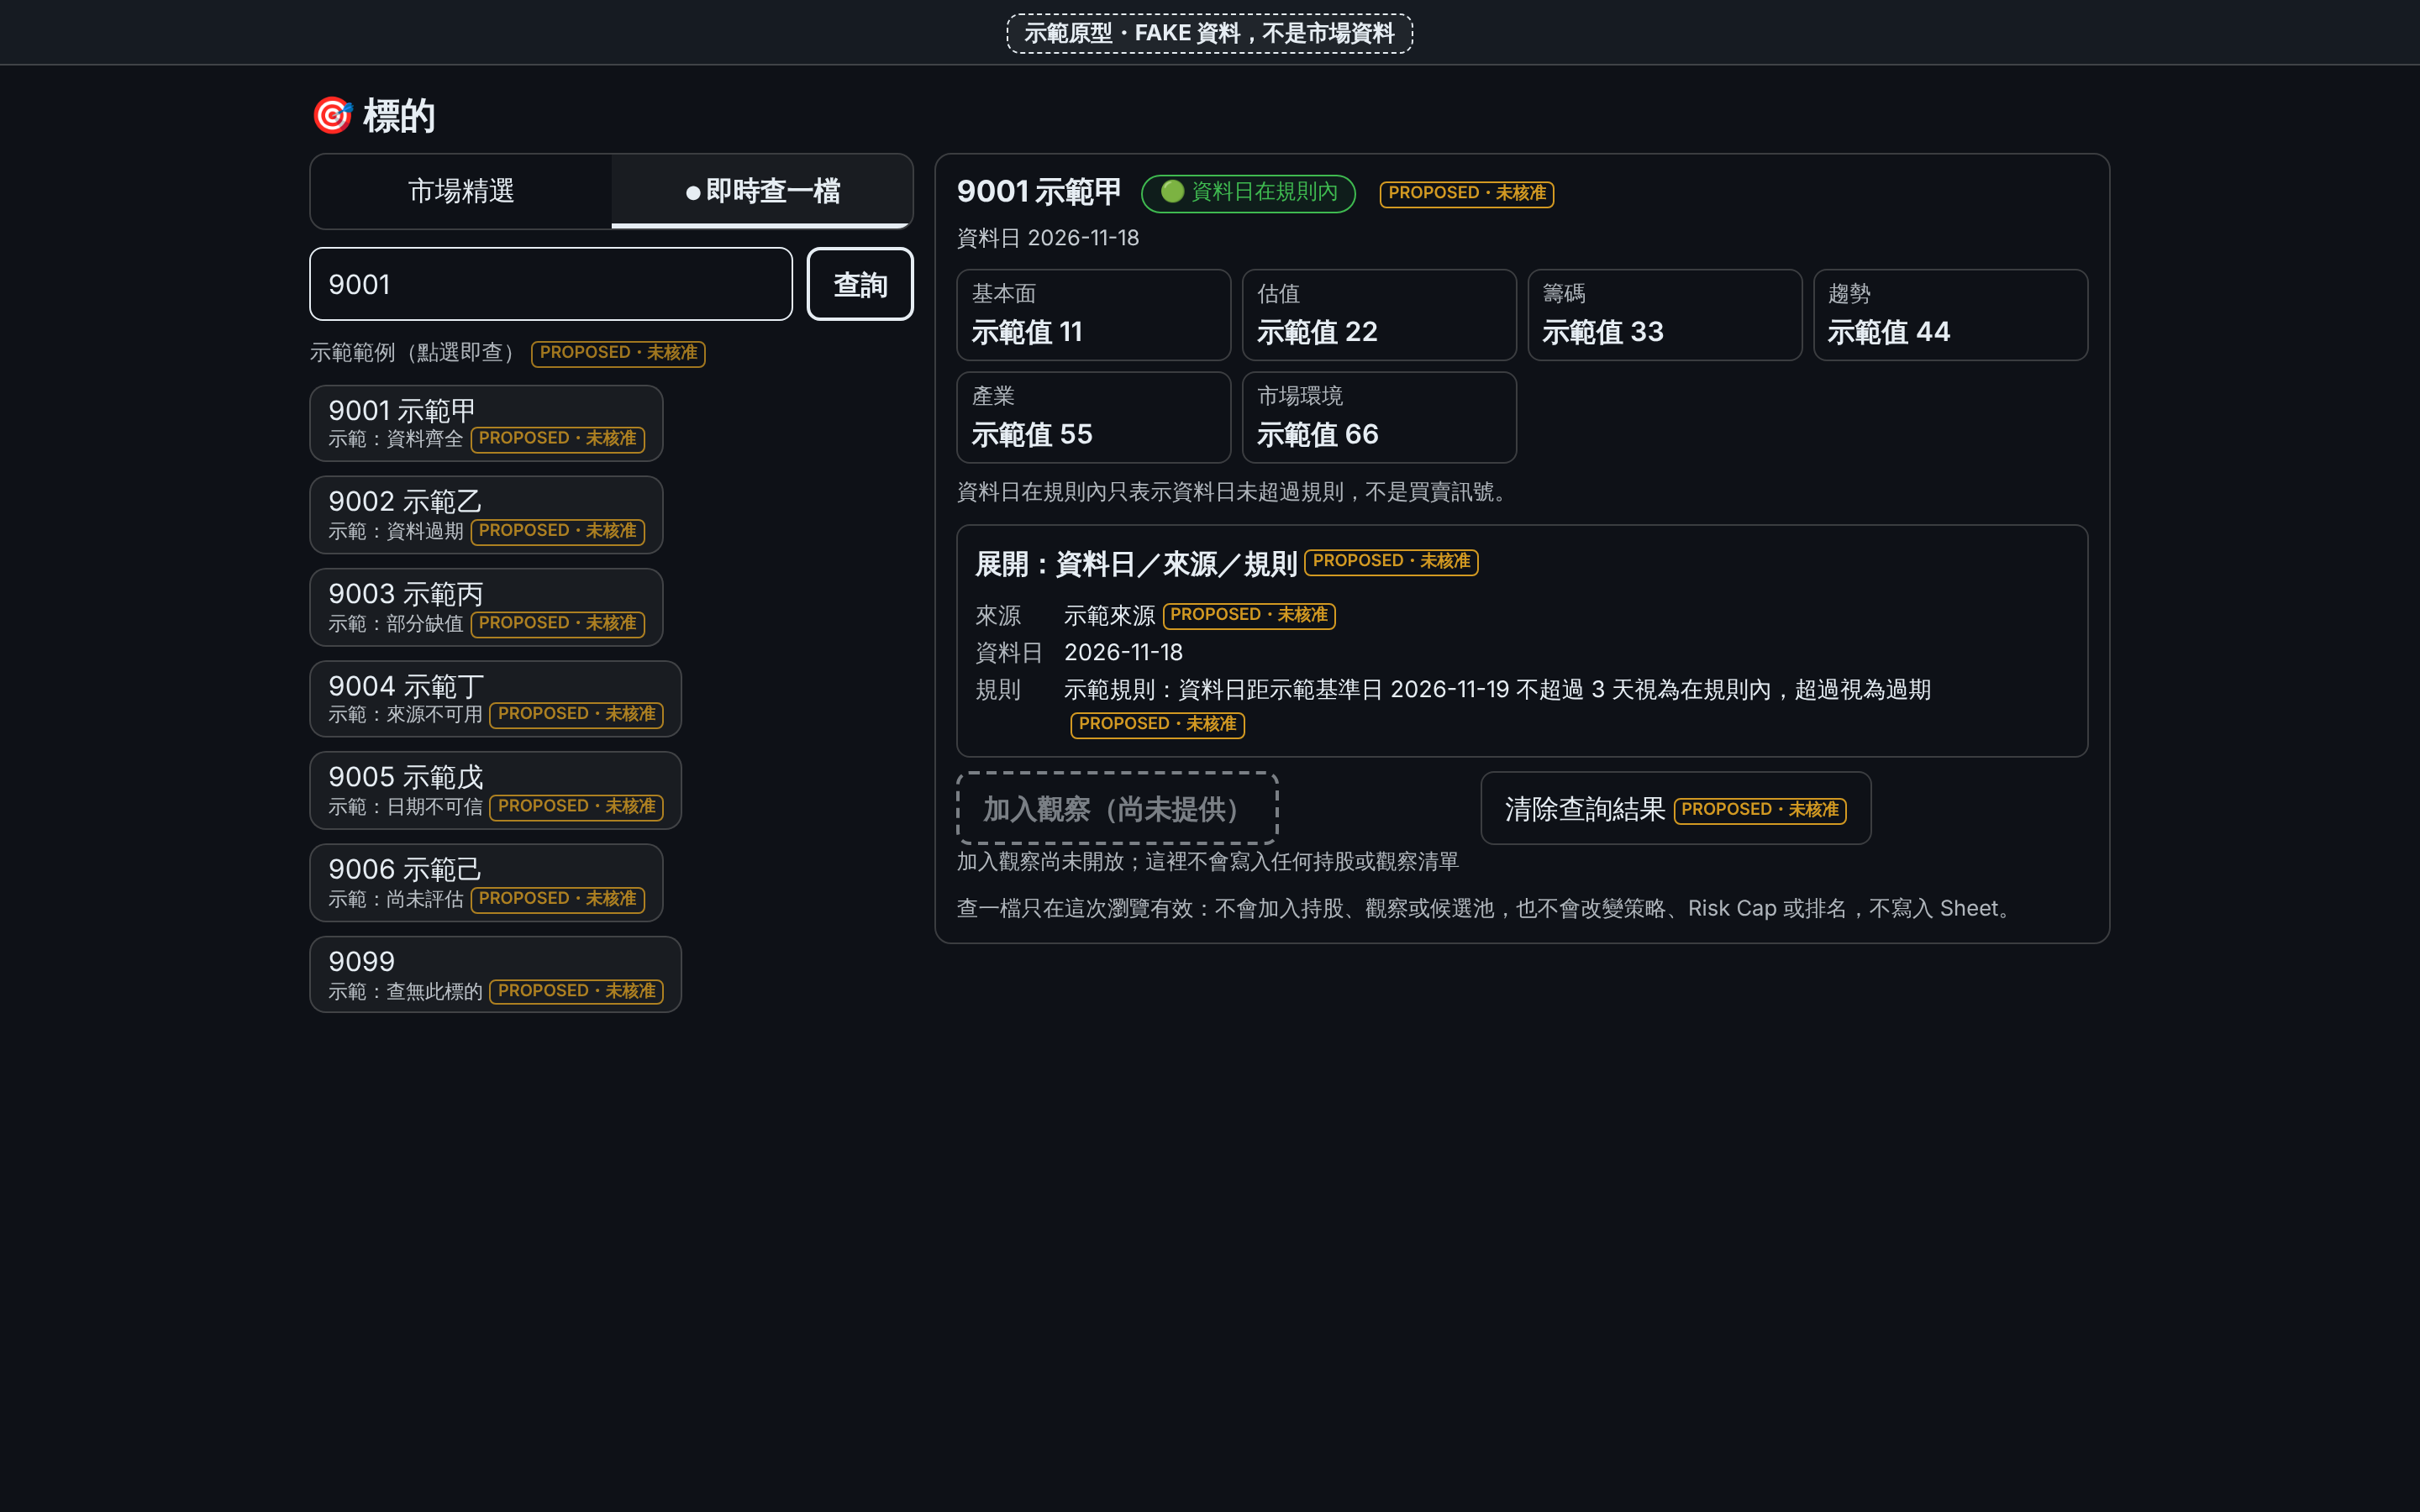 示範原型・FAKE 資料，不是市場資料
🎯 標的
市場精選
●即時查一檔
9001
查詢
示範範例（點選即查） PROPOSED・未核准
9001 示範甲
示範：資料齊全 PROPOSED・未核准
9002 示範乙
示範：資料過期 PROPOSED・未核准
9003 示範丙
示範：部分缺值 PROPOSED・未核准
9004 示範丁
示範：來源不可用 PROPOSED・未核准
9005 示範戊
示範：日期不可信 PROPOSED・未核准
9006 示範己
示範：尚未評估 PROPOSED・未核准
9099
示範：查無此標的 PROPOSED・未核准
9001 示範甲 🟢 資料日在規則內 PROPOSED・未核准
資料日 2026-11-18
基本面
示範值 11
估值
示範值 22
籌碼
示範值 33
趨勢
示範值 44
產業
示範值 55
市場環境
示範值 66
資料日在規則內只表示資料日未超過規則，不是買賣訊號。
展開：資料日／來源／規則 PROPOSED・未核准
來源 示範來源 PROPOSED・未核准
資料日 2026-11-18
規則 示範規則：資料日距示範基準日 2026-11-19 不超過 3 天視為在規則內，超過視為過期
PROPOSED・未核准
加入觀察（尚未提供）
清除查詢結果 PROPOSED・未核准
加入觀察尚未開放；這裡不會寫入任何持股或觀察清單
查一檔只在這次瀏覽有效：不會加入持股、觀察或候選池，也不會改變策略、Risk Cap 或排名，不寫入 Sheet。